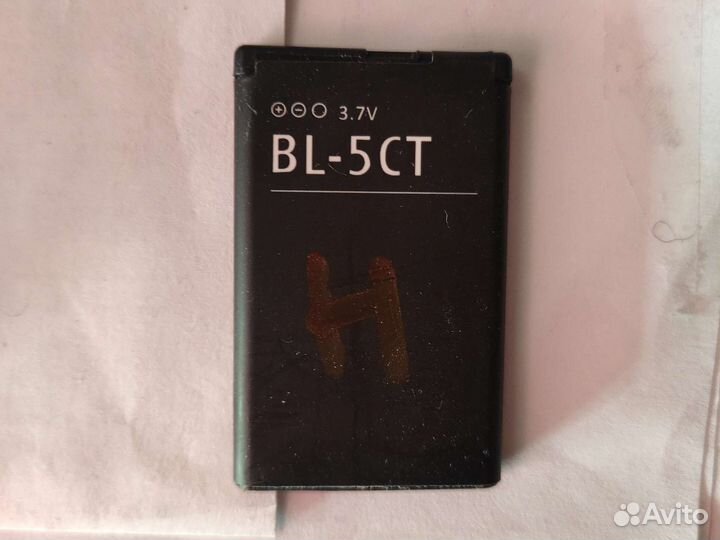 ⊕⊖○ 3.7V
BL-5CT
H
Avito